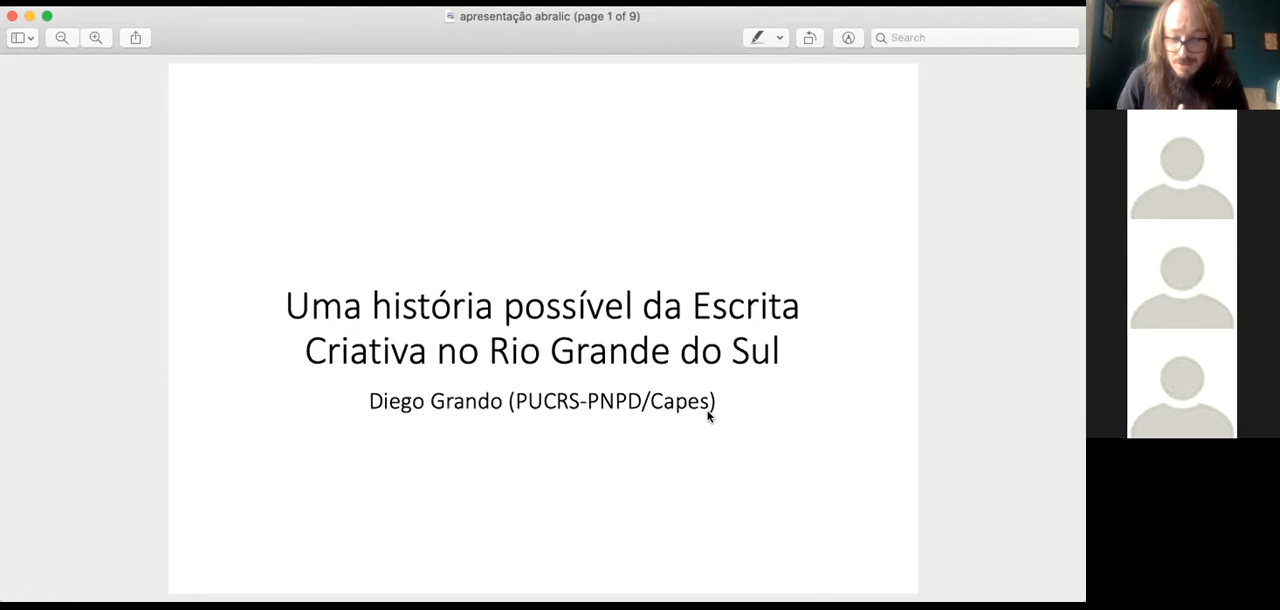 apresentação abralic (page 1 of 9)
Search
Uma história possível da Escrita
Criativa no Rio Grande do Sul
Diego Grando (PUCRS-PNPD/Capes)